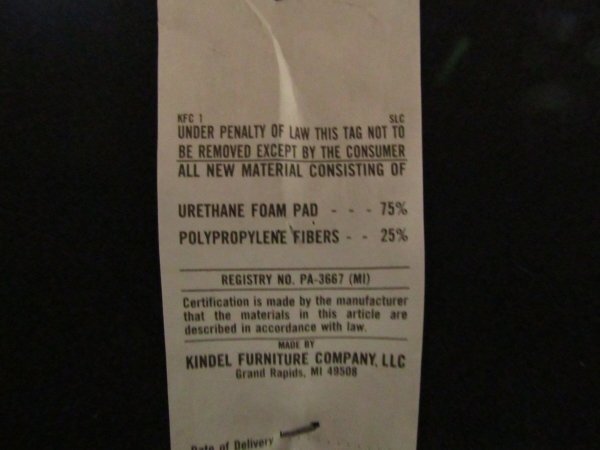 KFC 1 SLC
UNDER PENALTY OF LAW THIS TAG NOT TO
BE REMOVED EXCEPT BY THE CONSUMER
ALL NEW MATERIAL CONSISTING OF
URETHANE FOAM PAD - - - 75%
POLYPROPYLENE FIBERS - - 25%
REGISTRY NO. PA-3667 (MI)
Certification is made by the manufacturer
that the materials in this article are
described in accordance with law.
MADE BY
KINDEL FURNITURE COMPANY, LLC
Grand Rapids, MI 49508
Date of Delivery